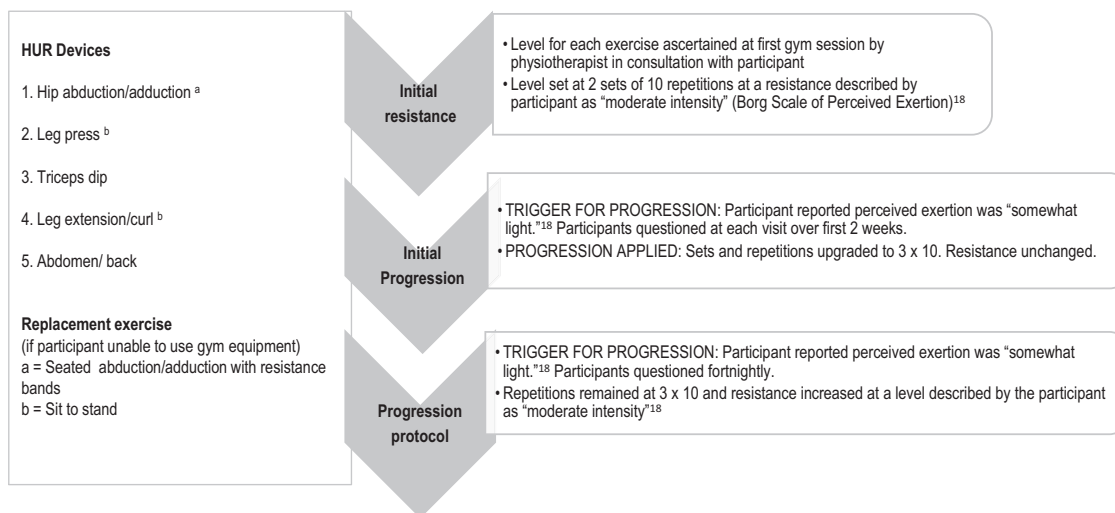 HUR Devices
1. Hip abduction/adduction ᵃ
2. Leg press ᵇ
3. Triceps dip
4. Leg extension/curl ᵇ
5. Abdomen/ back
Replacement exercise
(if participant unable to use gym equipment)
a = Seated abduction/adduction with resistance
bands
b = Sit to stand
Initial
resistance
• Level for each exercise ascertained at first gym session by
physiotherapist in consultation with participant
• Level set at 2 sets of 10 repetitions at a resistance described by
participant as “moderate intensity” (Borg Scale of Perceived Exertion)¹⁸
Initial
Progression
• TRIGGER FOR PROGRESSION: Participant reported perceived exertion was “somewhat
light.”¹⁸ Participants questioned at each visit over first 2 weeks.
• PROGRESSION APPLIED: Sets and repetitions upgraded to 3 x 10. Resistance unchanged.
Progression
protocol
• TRIGGER FOR PROGRESSION: Participant reported perceived exertion was “somewhat
light.”¹⁸ Participants questioned fortnightly.
• Repetitions remained at 3 x 10 and resistance increased at a level described by the participant
as “moderate intensity”¹⁸